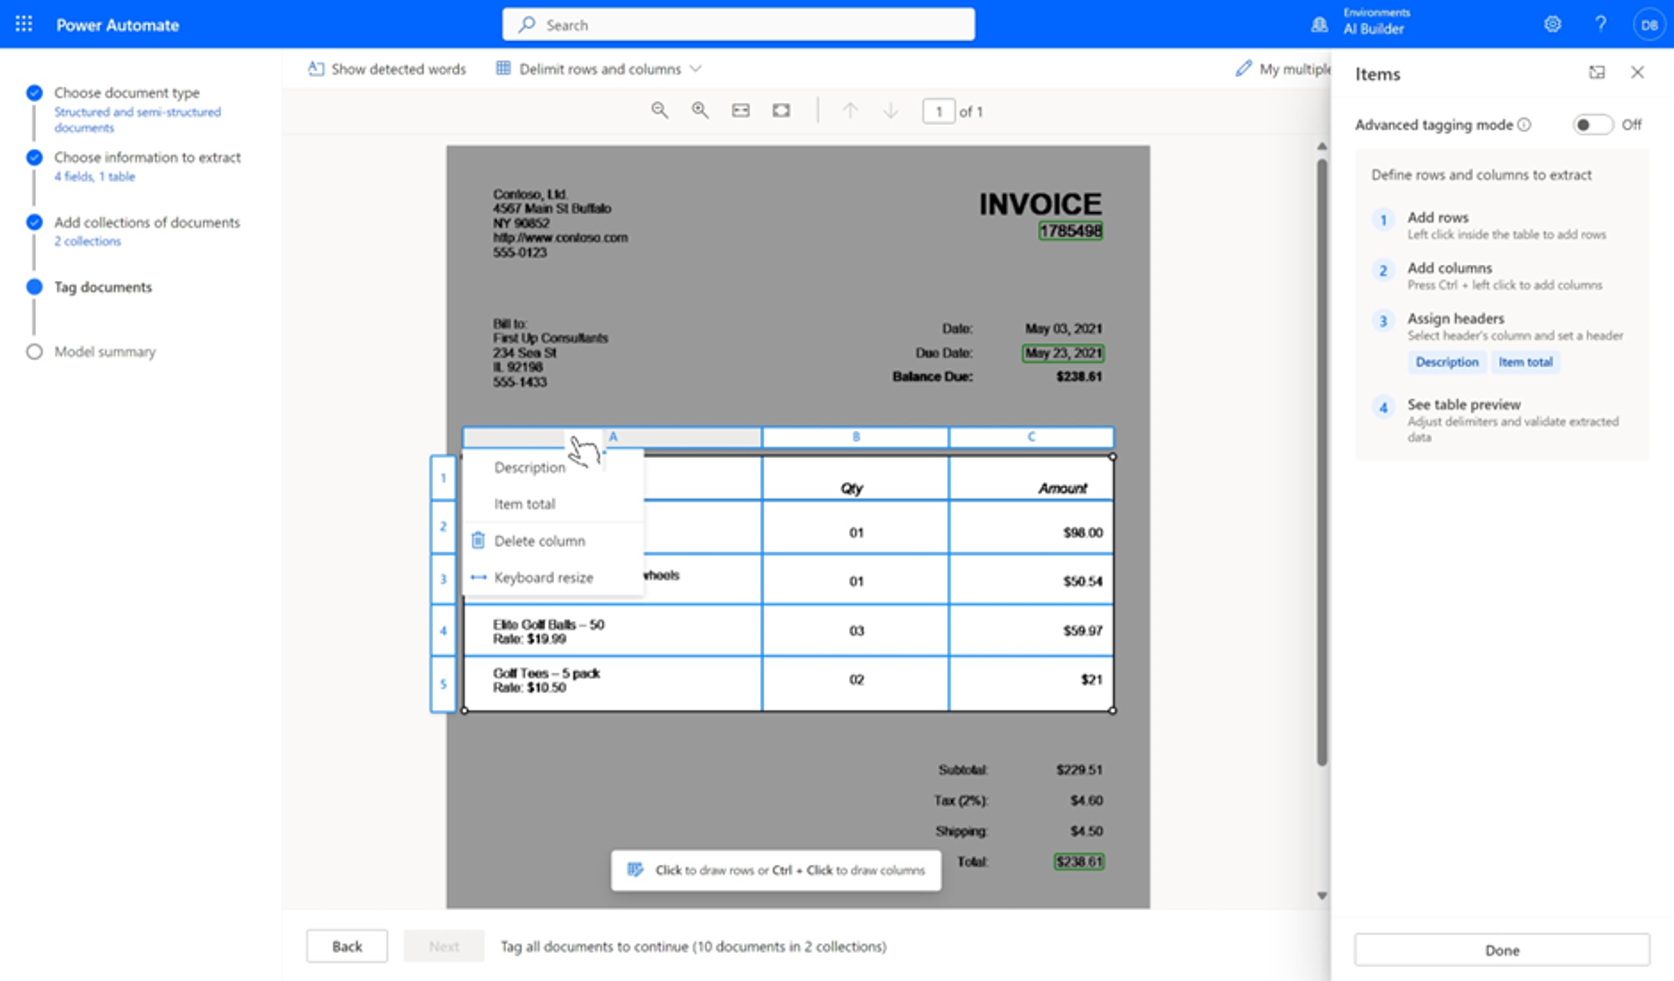 Power Automate
Search
Environments
AI Builder
?
DB
Choose document type
Structured and semi-structured
documents
Choose information to extract
4 fields, 1 table
Add collections of documents
2 collections
Tag documents
Model summary
Show detected words
Delimit rows and columns
My multiple
1 of 1
Contoso, Ltd.
4567 Main St Buffalo
NY 90852
http://www.contoso.com
555-0123
INVOICE
1785498
Bill to:
First Up Consultants
234 Sea St
IL 92198
555-1433
Date: May 03, 2021
Due Date: May 23, 2021
Balance Due: $238.61
A B C
1 Qty Amount
2 01 $98.00
3 wheels 01 $50.54
4 Elite Golf Balls – 50 03 $59.97
Rate: $19.99
5 Golf Tees – 5 pack 02 $21
Rate: $10.50
Description
Item total
Delete column
Keyboard resize
Subtotal: $229.51
Tax (2%): $4.60
Shipping: $4.50
Total: $238.61
Click to draw rows or Ctrl + Click to draw columns
Back
Next
Tag all documents to continue (10 documents in 2 collections)
Items
Advanced tagging mode Off
Define rows and columns to extract
1 Add rows
Left click inside the table to add rows
2 Add columns
Press Ctrl + left click to add columns
3 Assign headers
Select header's column and set a header
Description Item total
4 See table preview
Adjust delimiters and validate extracted
data
Done